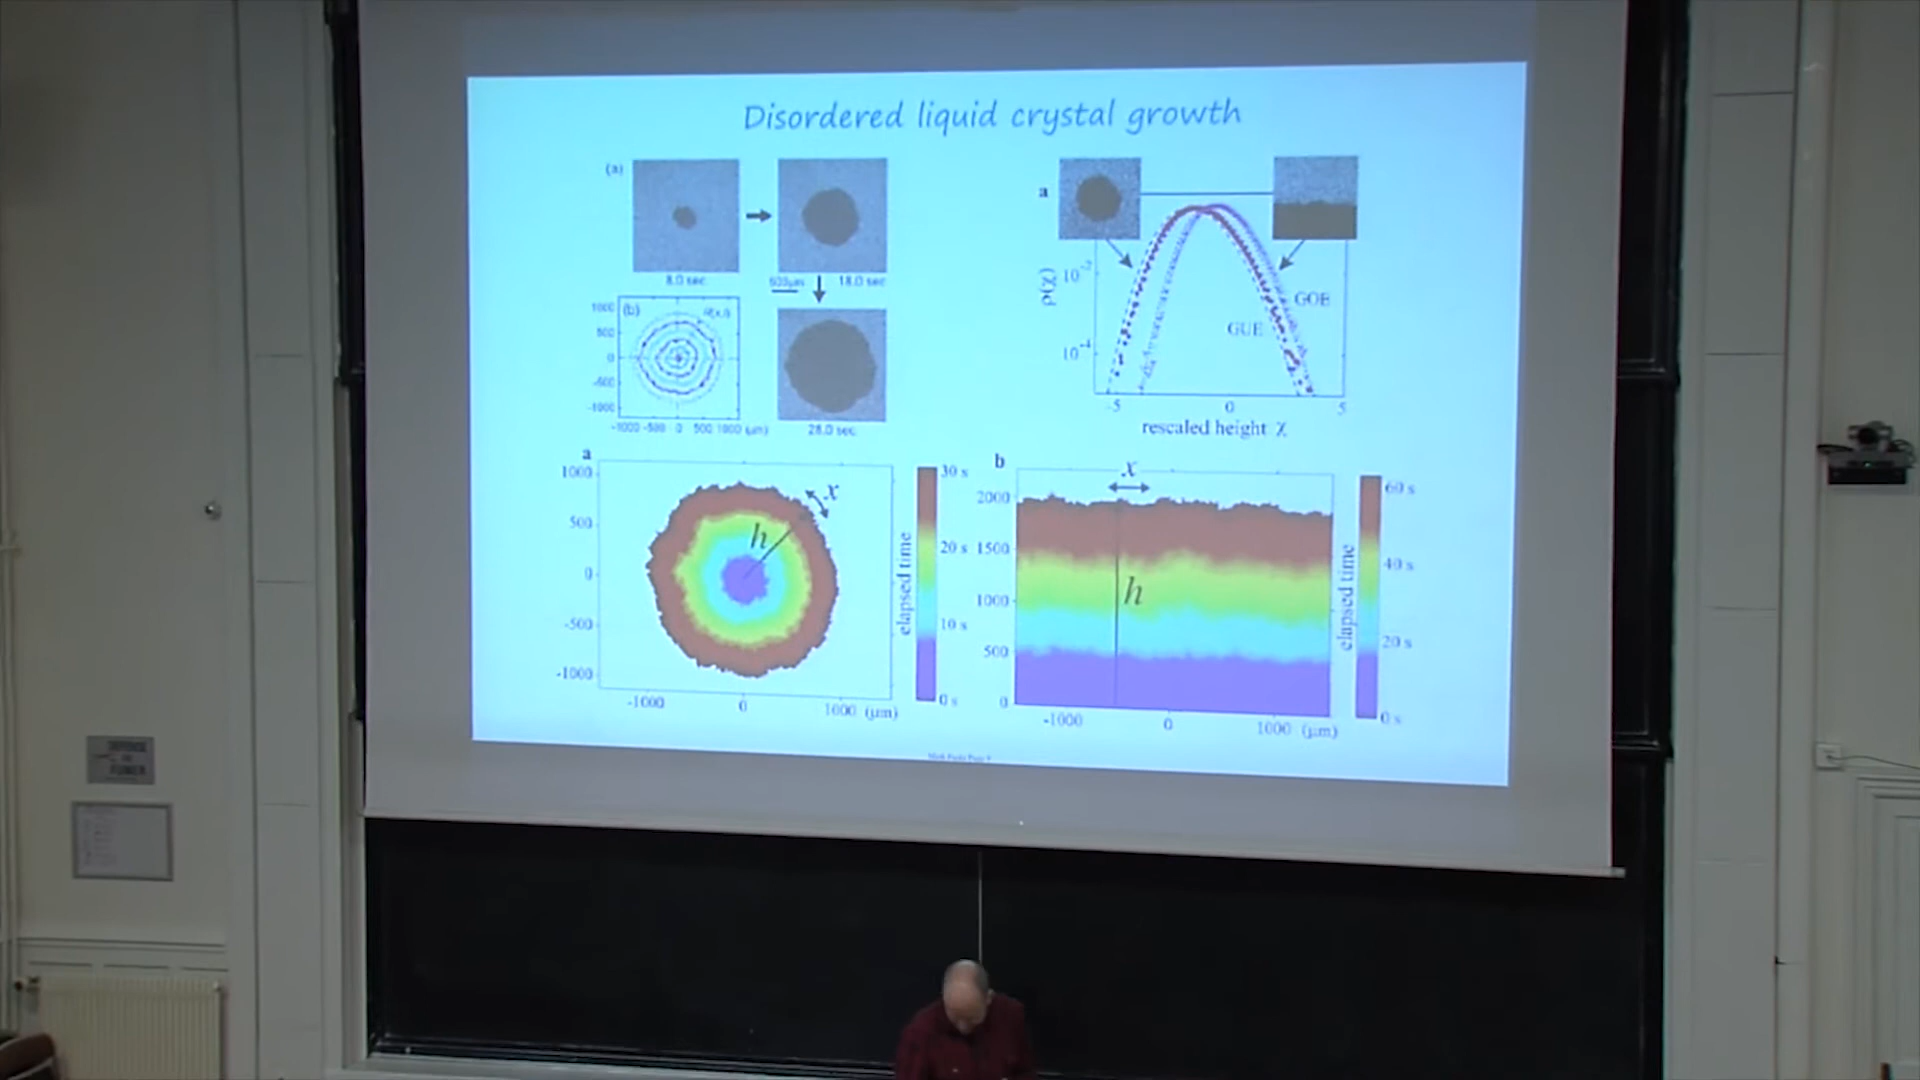 Disordered liquid crystal growth
(a)
8.0 sec
18.0 sec
28.0 sec
(b)
1000
500
0
-500
-1000
-1000 -500 0 500 1000 (μm)
a
ρ(χ)
10⁻²
10⁻⁴
GOE
GUE
-5 0 5
rescaled height χ
a
1000
500
0
-500
-1000
-1000 0 1000 (μm)
x
h
elapsed time
30 s
20 s
10 s
0 s
b
2000
1500
1000
500
0
-1000 0 1000 (μm)
x
h
elapsed time
60 s
40 s
20 s
0 s